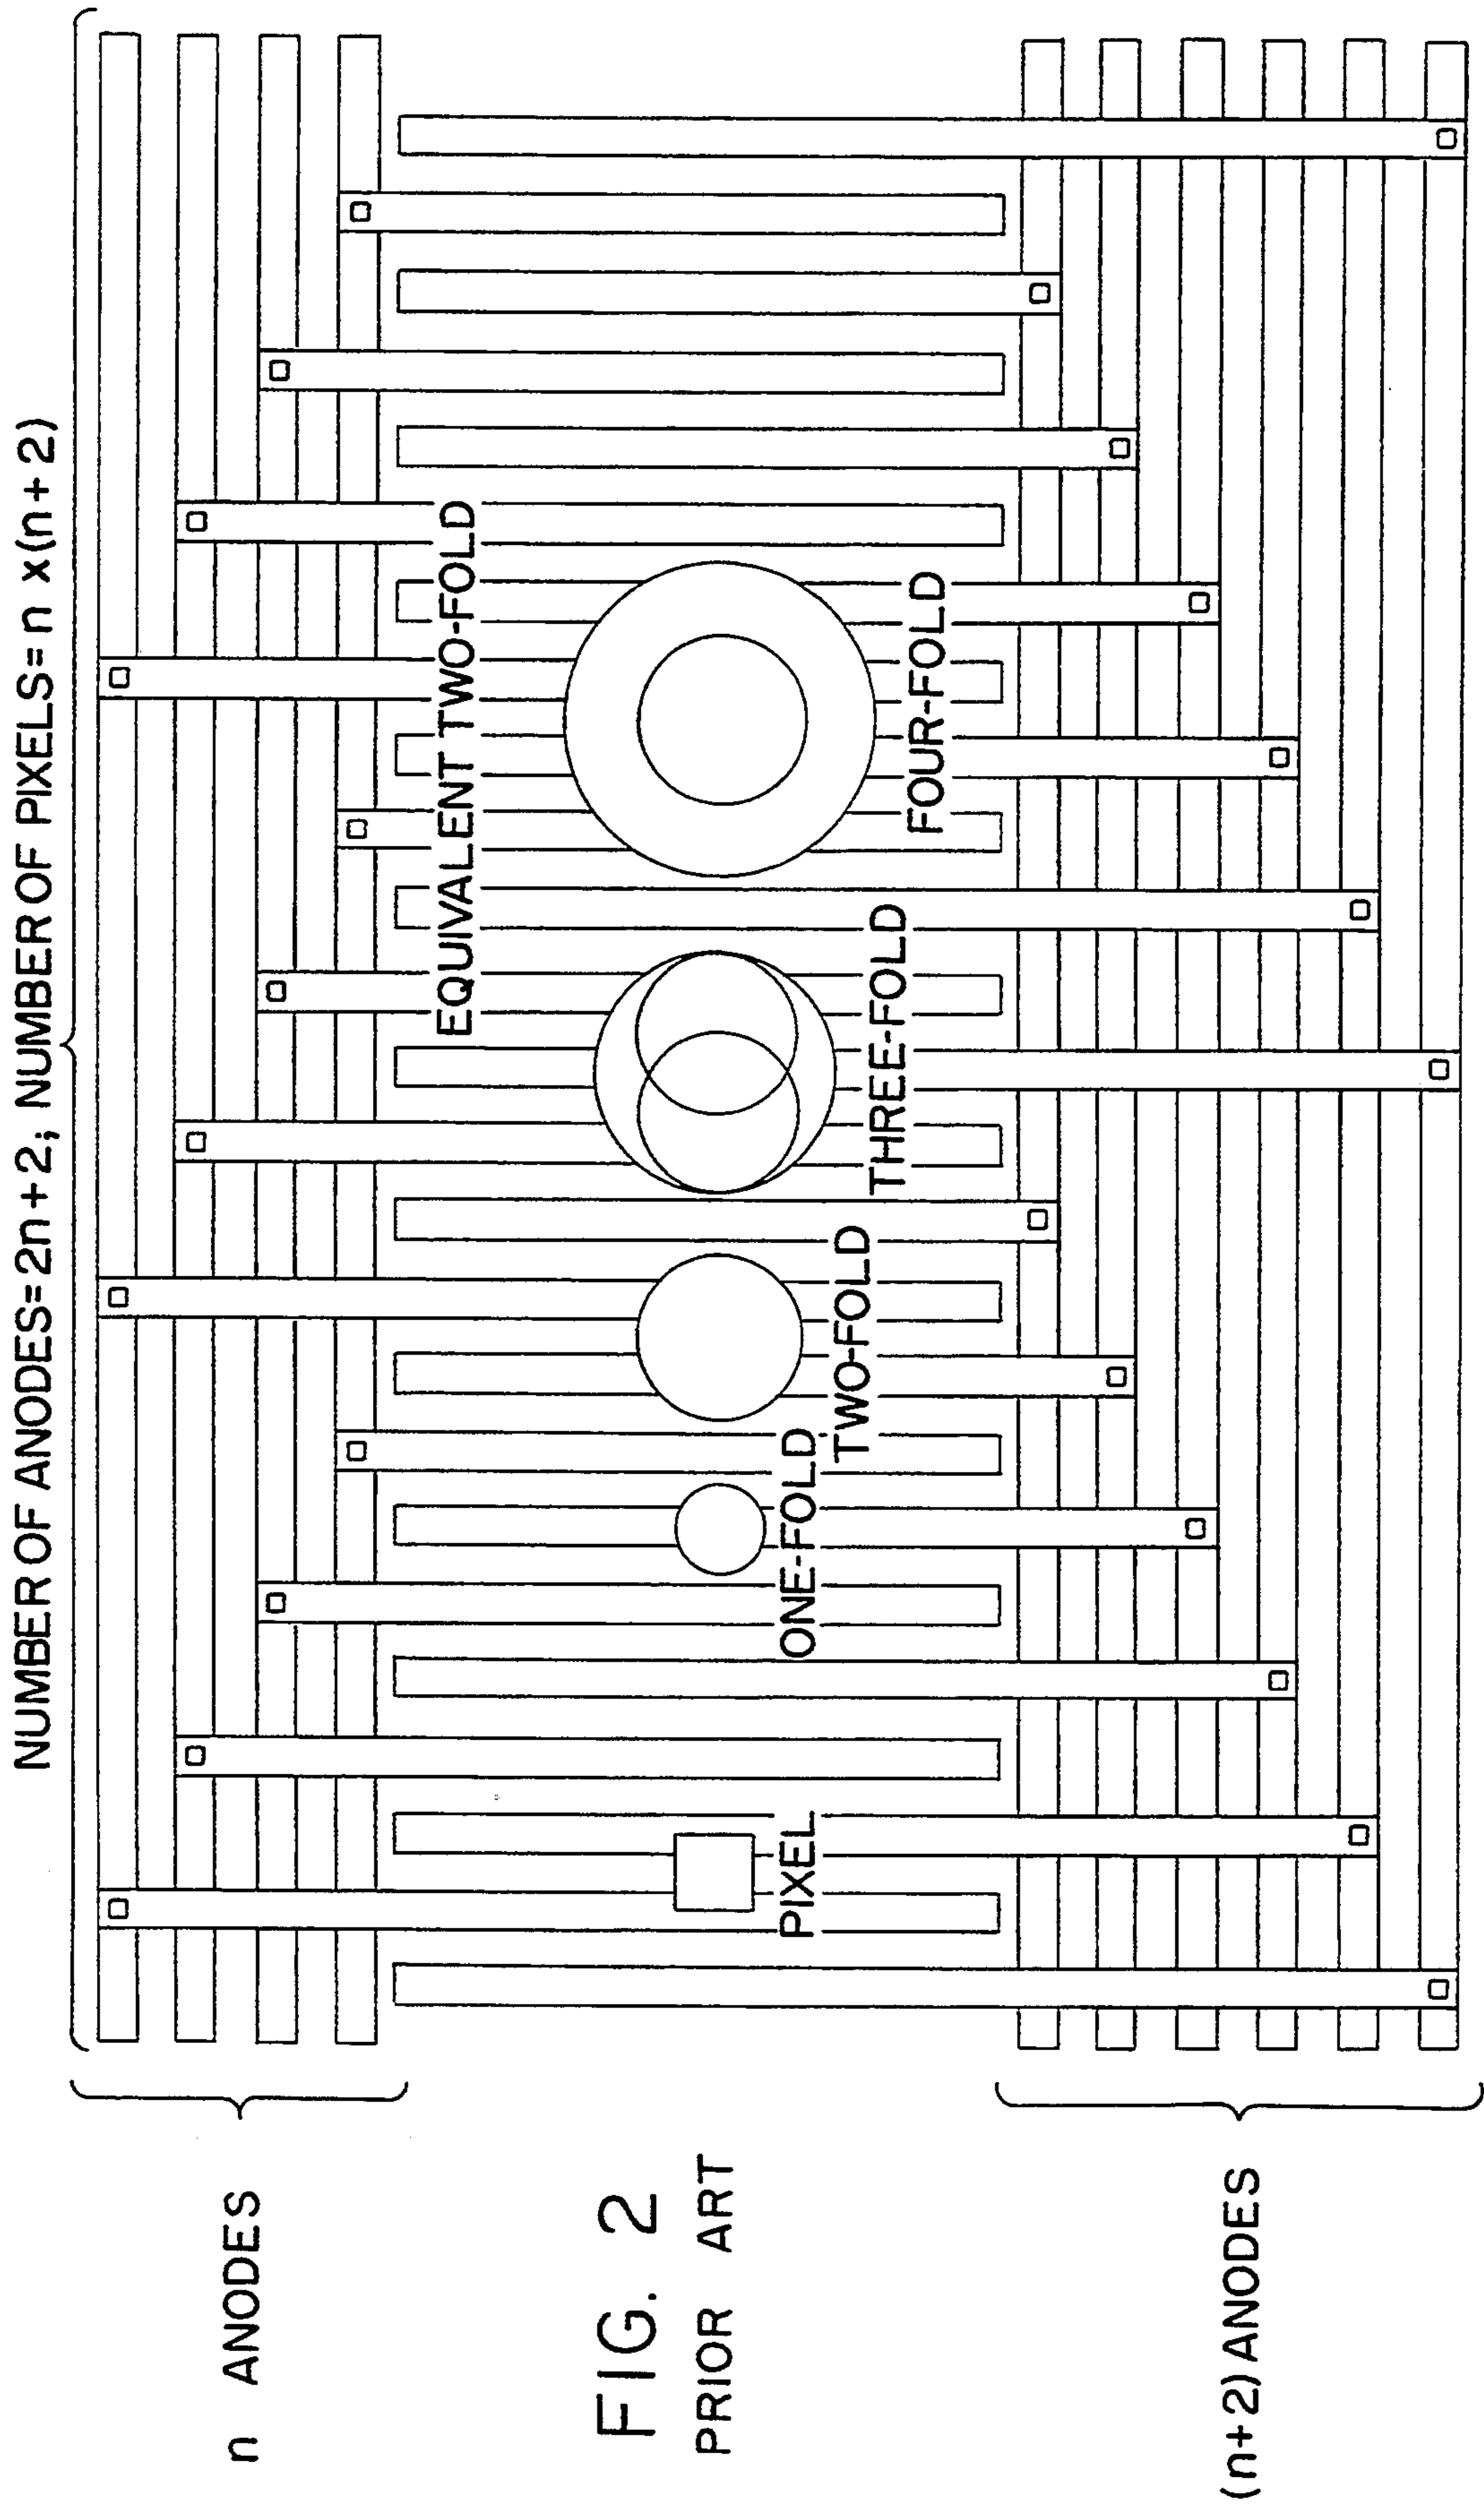 NUMBER OF ANODES=2n+2; NUMBER OF PIXELS= n x(n+2)
n ANODES
EQUIVALENT TWO-FOLD
PIXEL
ONE-FOLD
TWO-FOLD
THREE-FOLD
FOUR-FOLD
(n+2) ANODES
FIG. 2
PRIOR ART